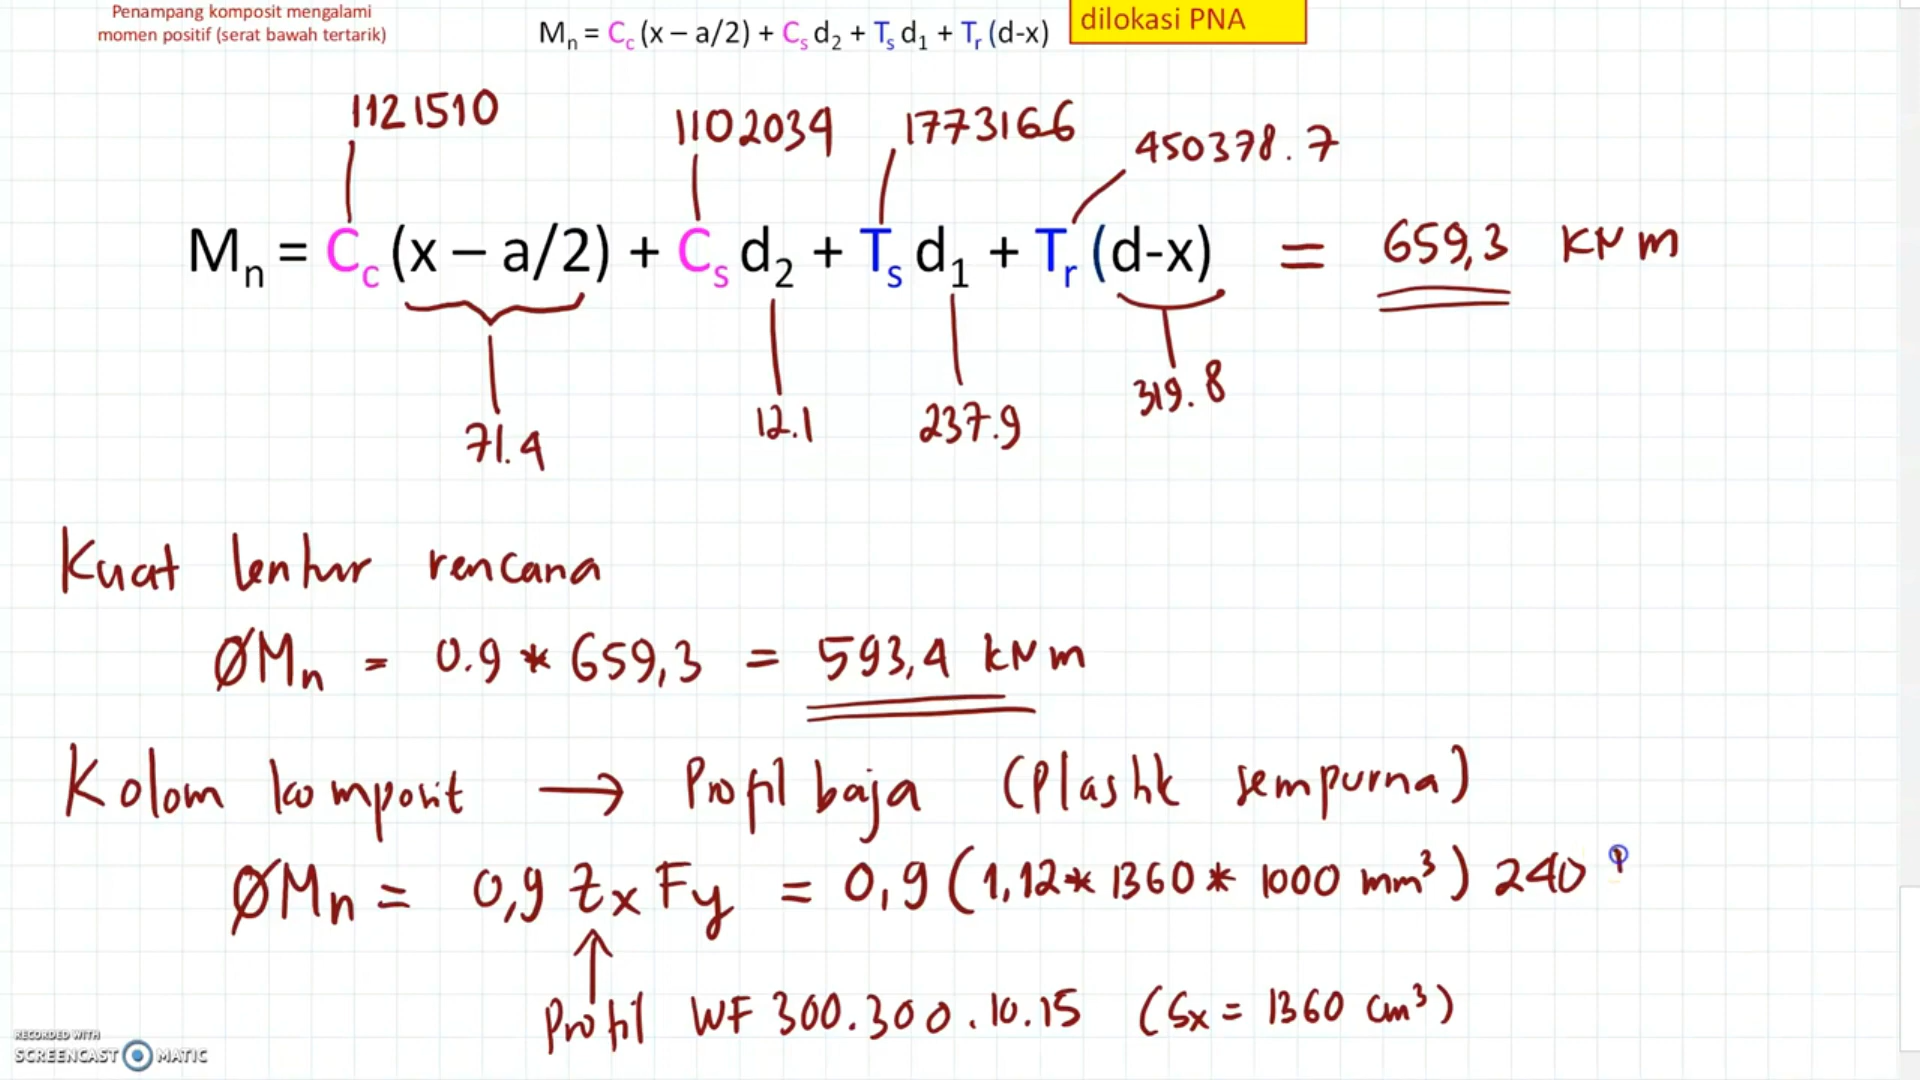 Penampang komposit mengalami
momen positif (serat bawah tertarik)
Mn = Cc (x – a/2) + Cs d2 + Ts d1 + Tr (d-x)
dilokasi PNA
1121510 1102034 1773166 450378.7
Mn = Cc (x – a/2) + Cs d2 + Ts d1 + Tr (d-x) = 659,3 KNm
71.4 12.1 237.9 319.8
Kuat lentur rencana
ØMn = 0.9 * 659,3 = 593,4 kNm
Kolom komposit → Profil baja (Plastik sempurna)
ØMn = 0,9 Zx Fy = 0,9 (1,12 * 1360 * 1000 mm³) 240
Profil WF 300.300.10.15 (Sx = 1360 cm³)
RECORDED WITH
SCREENCAST MATIC